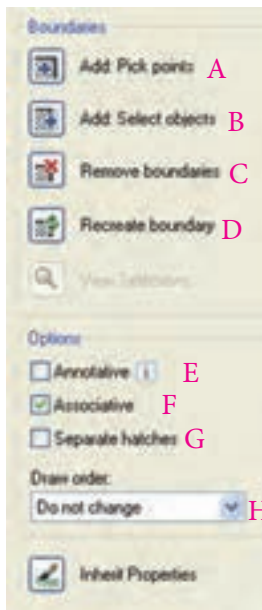 Boundaries
Add: Pick points A
Add: Select objects B
Remove boundaries C
Recreate boundary D
View Selections
Options
Annotative E
Associative F
Separate hatches G
Draw order:
Do not change H
Inherit Properties